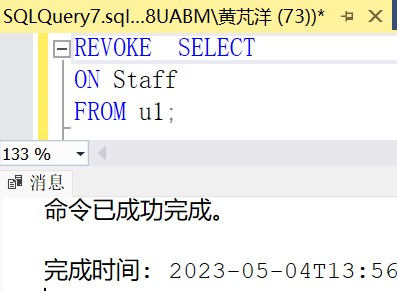 SQLQuery7.sql...8UABM\黄芃洋 (73))*
REVOKE  SELECT
ON Staff
FROM u1;
133 %
消息
命令已成功完成。
完成时间: 2023-05-04T13:56